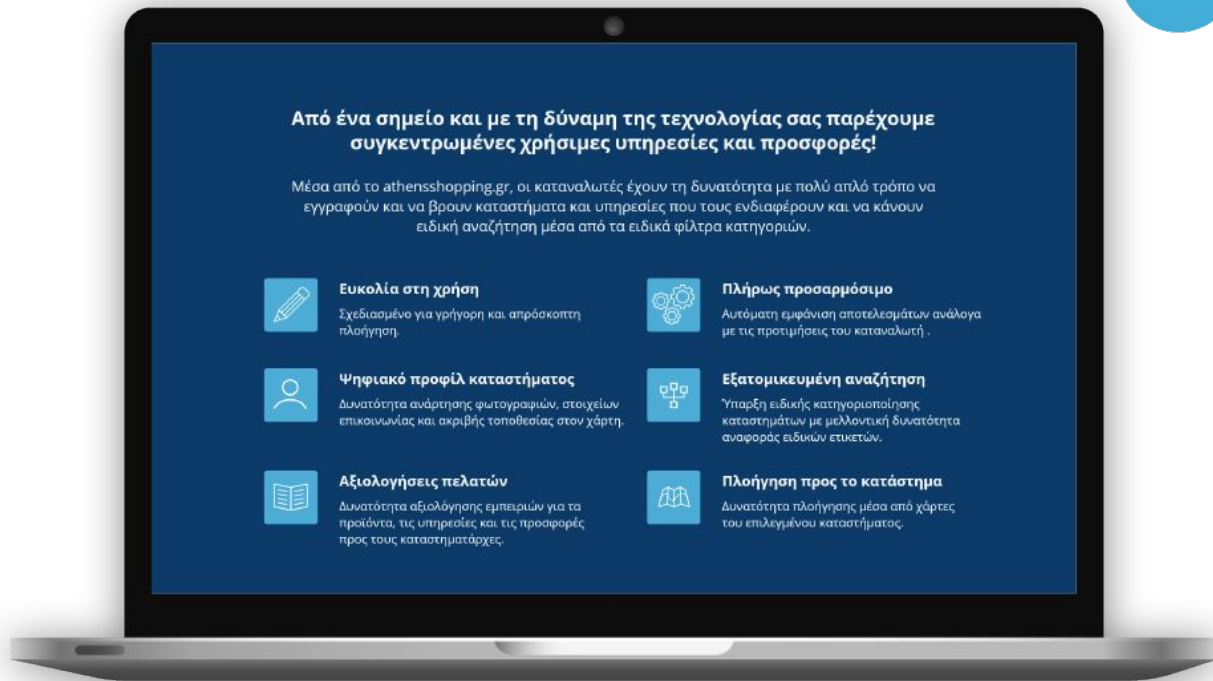 Από ένα σημείο και με τη δύναμη της τεχνολογίας σας παρέχουμε
συγκεντρωμένες χρήσιμες υπηρεσίες και προσφορές!
Μέσα από το athensshopping.gr, οι καταναλωτές έχουν τη δυνατότητα με πολύ απλό τρόπο να
εγγραφούν και να βρουν καταστήματα και υπηρεσίες που τους ενδιαφέρουν και να κάνουν
ειδική αναζήτηση μέσα από τα ειδικά φίλτρα κατηγοριών.
Ευκολία στη χρήση
Σχεδιασμένο για γρήγορη και απρόσκοπτη
πλοήγηση.
Πλήρως προσαρμόσιμο
Αυτόματη εμφάνιση αποτελεσμάτων ανάλογα
με τις προτιμήσεις του καταναλωτή .
Ψηφιακό προφίλ καταστήματος
Δυνατότητα ανάρτησης φωτογραφιών, στοιχείων
επικοινωνίας και ακριβής τοποθεσίας στον χάρτη.
Εξατομικευμένη αναζήτηση
Ύπαρξη ειδικής κατηγοριοποίησης
καταστημάτων με μελλοντική δυνατότητα
αναφοράς ειδικών ετικετών.
Αξιολογήσεις πελατών
Δυνατότητα αξιολόγησης εμπειριών για τα
προϊόντα, τις υπηρεσίες και τις προσφορές
προς τους καταστηματάρχες.
Πλοήγηση προς το κατάστημα
Δυνατότητα πλοήγησης μέσα από χάρτες
του επιλεγμένου καταστήματος.